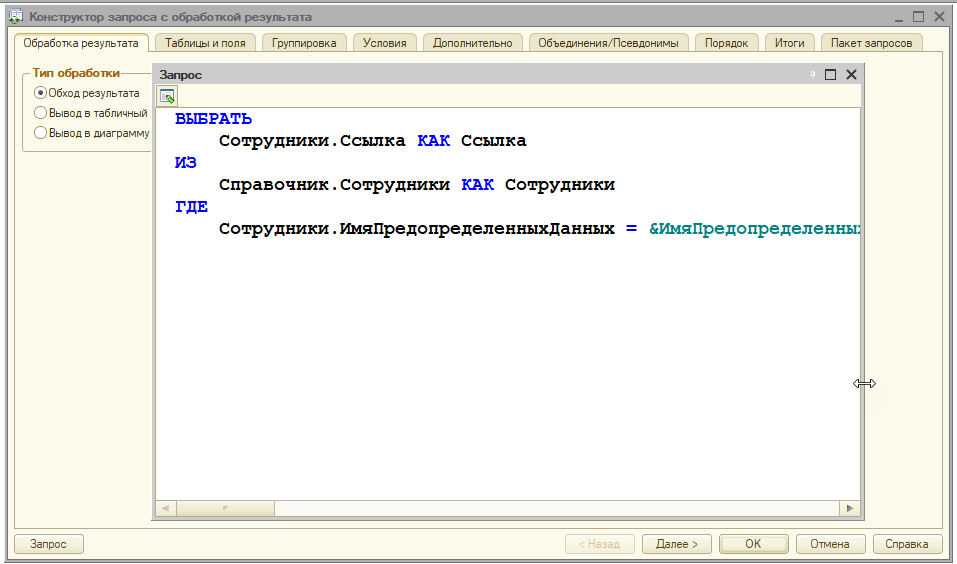 Конструктор запроса с обработкой результата
Обработка результата
Таблицы и поля
Группировка
Условия
Дополнительно
Объединения/Псевдонимы
Порядок
Итоги
Пакет запросов
Тип обработки
Обход результата
Вывод в табличный
Вывод в диаграмму
Запрос
ВЫБРАТЬ
Сотрудники.Ссылка КАК Ссылка
ИЗ
Справочник.Сотрудники КАК Сотрудники
ГДЕ
Сотрудники.ИмяПредопределенныхДанных = &ИмяПредопределенных
Запрос
< Назад
Далее >
OK
Отмена
Справка